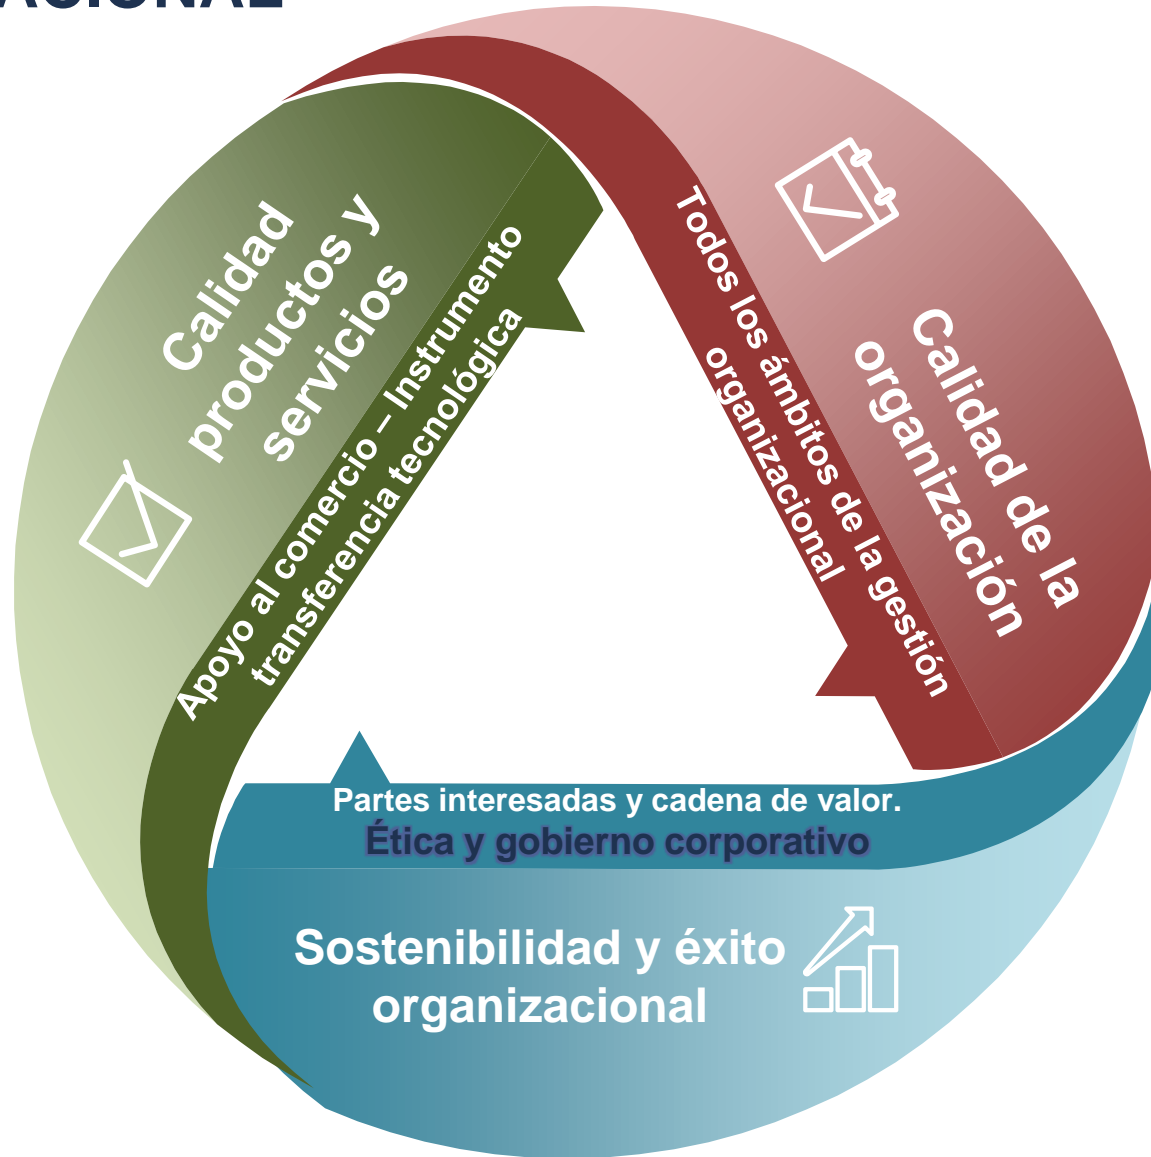 Calidad
productos y
servicios
Apoyo al comercio – Instrumento
transferencia tecnológica
Todos los ámbitos de la gestión
organizacional
Calidad de la
organización
Partes interesadas y cadena de valor.
Ética y gobierno corporativo
Sostenibilidad y éxito
organizacional